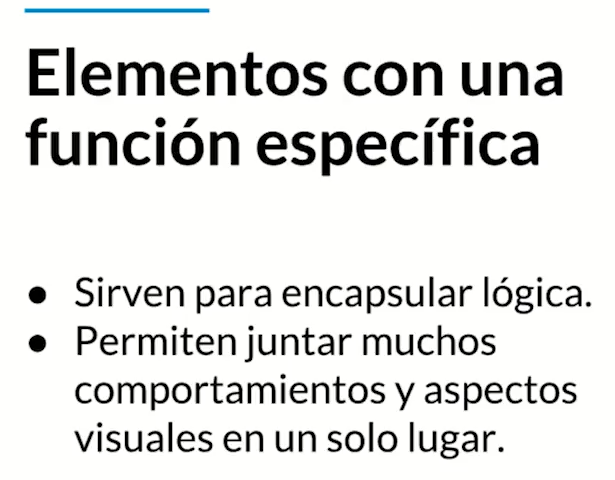 Elementos con una
función específica
● Sirven para encapsular lógica.
● Permiten juntar muchos
comportamientos y aspectos
visuales en un solo lugar.